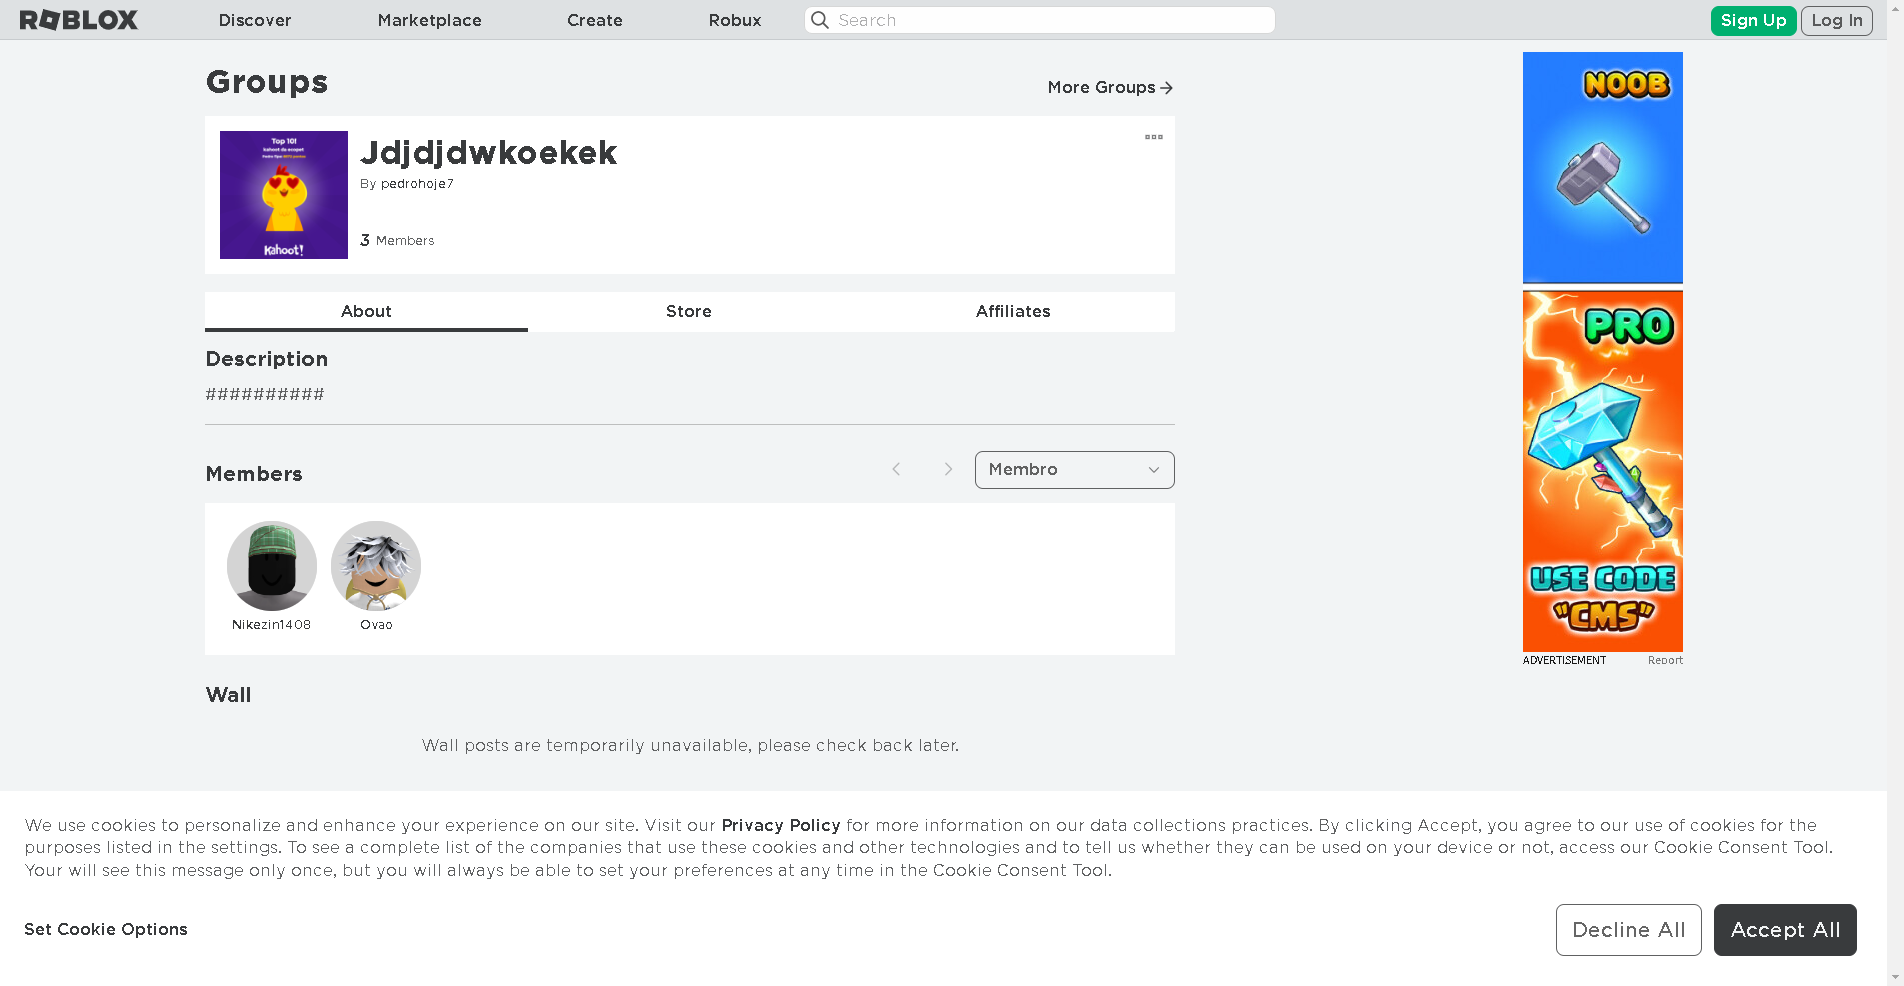 ROBLOX
Discover
Marketplace
Create
Robux
Search
Sign Up
Log In
Groups
More Groups
Top 10!
kahoot da ecopet
Kahoot!
Jdjdjdwkoekek
By pedrohoje7
3 Members
About
Store
Affiliates
Description
##########
Members
Membro
Nikezin1408
Ovao
Wall
Wall posts are temporarily unavailable, please check back later.
NOOB
PRO
USE CODE
"CMS"
ADVERTISEMENT
Report
We use cookies to personalize and enhance your experience on our site. Visit our Privacy Policy for more information on our data collections practices. By clicking Accept, you agree to our use of cookies for the
purposes listed in the settings. To see a complete list of the companies that use these cookies and other technologies and to tell us whether they can be used on your device or not, access our Cookie Consent Tool.
Your will see this message only once, but you will always be able to set your preferences at any time in the Cookie Consent Tool.
Set Cookie Options
Decline All
Accept All